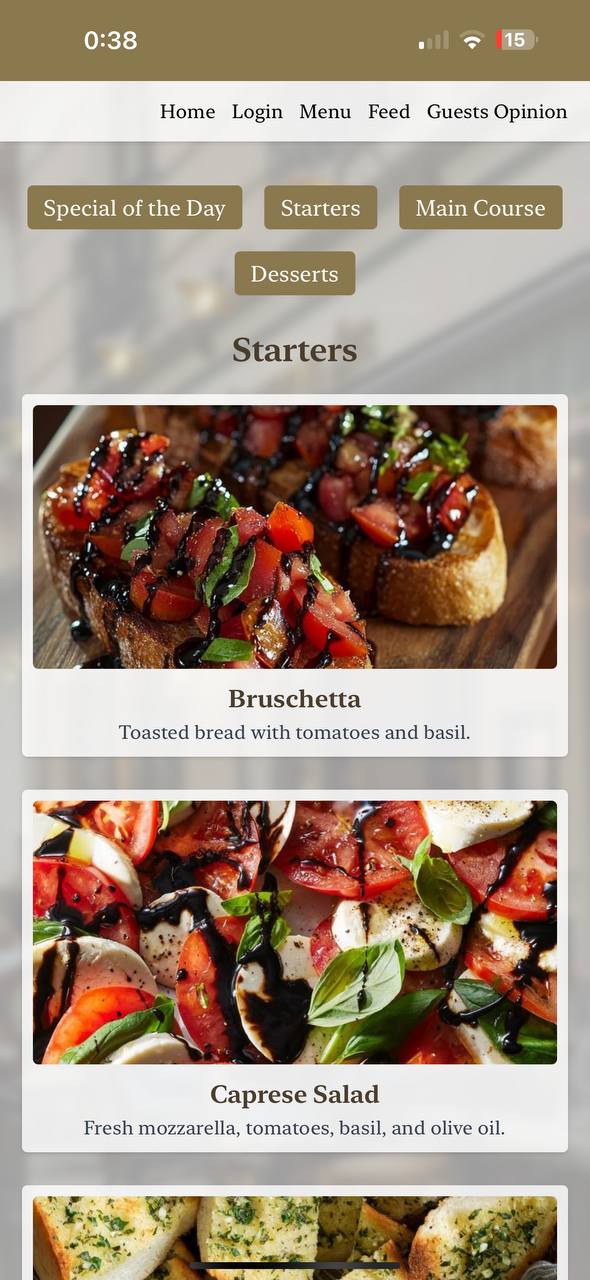 0:38
15
Home Login Menu Feed Guests Opinion
Special of the Day Starters Main Course
Desserts
Starters
Bruschetta
Toasted bread with tomatoes and basil.
Caprese Salad
Fresh mozzarella, tomatoes, basil, and olive oil.